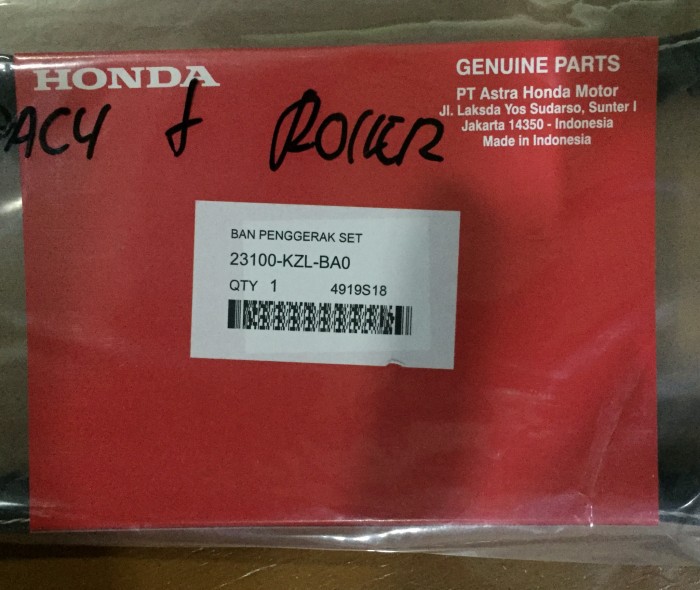 HONDA
GENUINE PARTS
PT Astra Honda Motor
Jl. Laksda Yos Sudarso, Sunter I
Jakarta 14350 - Indonesia
Made in Indonesia
ROLLER
BAN PENGGERAK SET
23100-KZL-BA0
QTY 1 4919S18